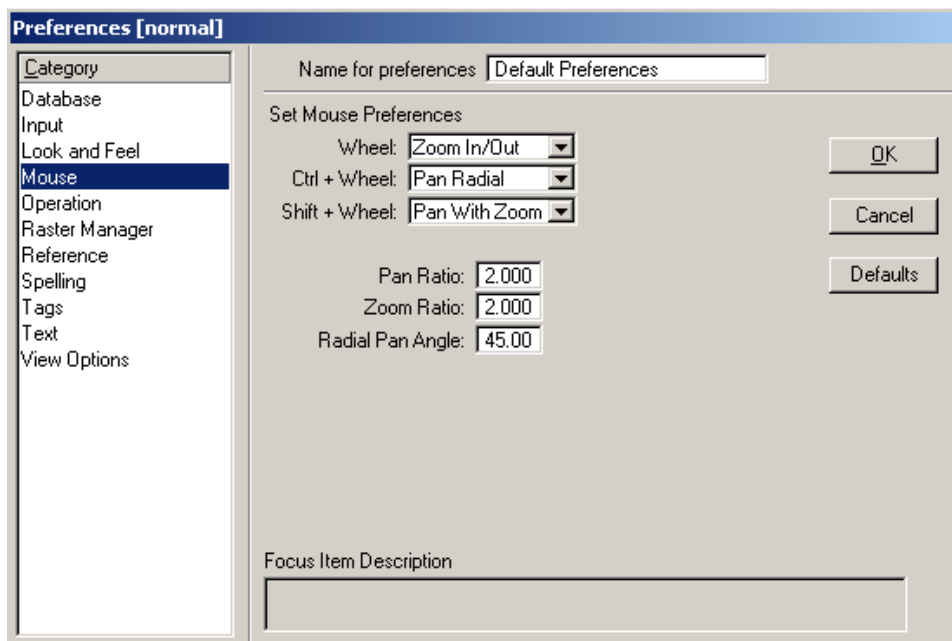 Preferences [normal]
Category
Database
Input
Look and Feel
Mouse
Operation
Raster Manager
Reference
Spelling
Tags
Text
View Options
Name for preferences Default Preferences
Set Mouse Preferences
Wheel: Zoom In/Out
Ctrl + Wheel: Pan Radial
Shift + Wheel: Pan With Zoom
Pan Ratio: 2.000
Zoom Ratio: 2.000
Radial Pan Angle: 45.00
OK
Cancel
Defaults
Focus Item Description